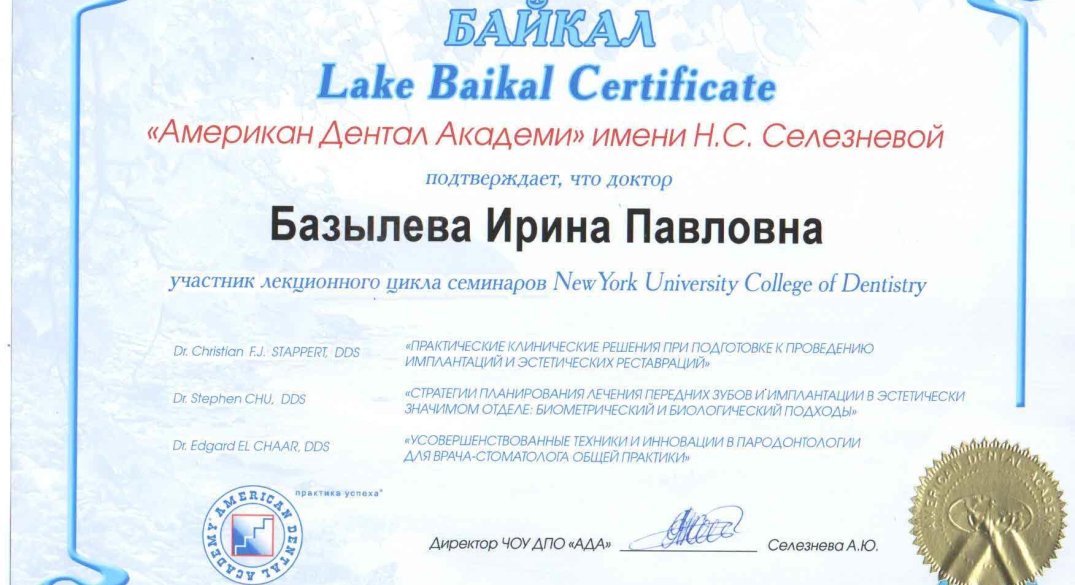 БАЙКАЛ
Lake Baikal Certificate
«Американ Дентал Академи» имени Н.С. Селезневой
подтверждает, что доктор
Базылева Ирина Павловна
участник лекционного цикла семинаров New York University College of Dentistry
Dr. Christian F.J. STAPPERT, DDS
«ПРАКТИЧЕСКИЕ КЛИНИЧЕСКИЕ РЕШЕНИЯ ПРИ ПОДГОТОВКЕ К ПРОВЕДЕНИЮ
ИМПЛАНТАЦИЙ И ЭСТЕТИЧЕСКИХ РЕСТАВРАЦИЙ»
Dr. Stephen CHU, DDS
«СТРАТЕГИИ ПЛАНИРОВАНИЯ ЛЕЧЕНИЯ ПЕРЕДНИХ ЗУБОВ И ИМПЛАНТАЦИИ В ЭСТЕТИЧЕСКИ
ЗНАЧИМОМ ОТДЕЛЕ: БИОМЕТРИЧЕСКИЙ И БИОЛОГИЧЕСКИЙ ПОДХОДЫ»
Dr. Edgard EL CHAAR, DDS
«УСОВЕРШЕНСТВОВАННЫЕ ТЕХНИКИ И ИННОВАЦИИ В ПАРОДОНТОЛОГИИ
ДЛЯ ВРАЧА-СТОМАТОЛОГА ОБЩЕЙ ПРАКТИКИ»
практика успеха"
AMERICAN DENTAL ACADEMY
AMERICAN DENTAL ACADEMY
Директор ЧОУ ДПО «АДА»
Селезнева А.Ю.